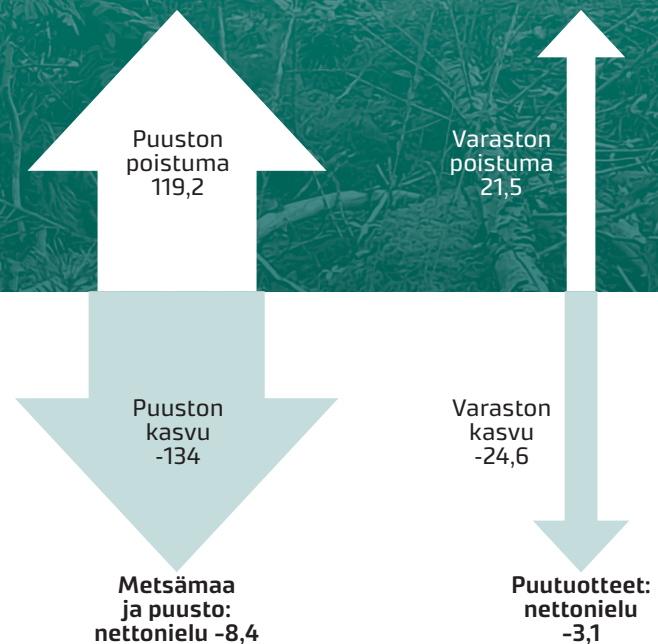 Puuston
poistuma
119,2
Varaston
poistuma
21,5
Puuston
kasvu
-134
Varaston
kasvu
-24,6
Metsämaa
ja puusto:
nettonielu -8,4
Puutuotteet:
nettonielu
-3,1